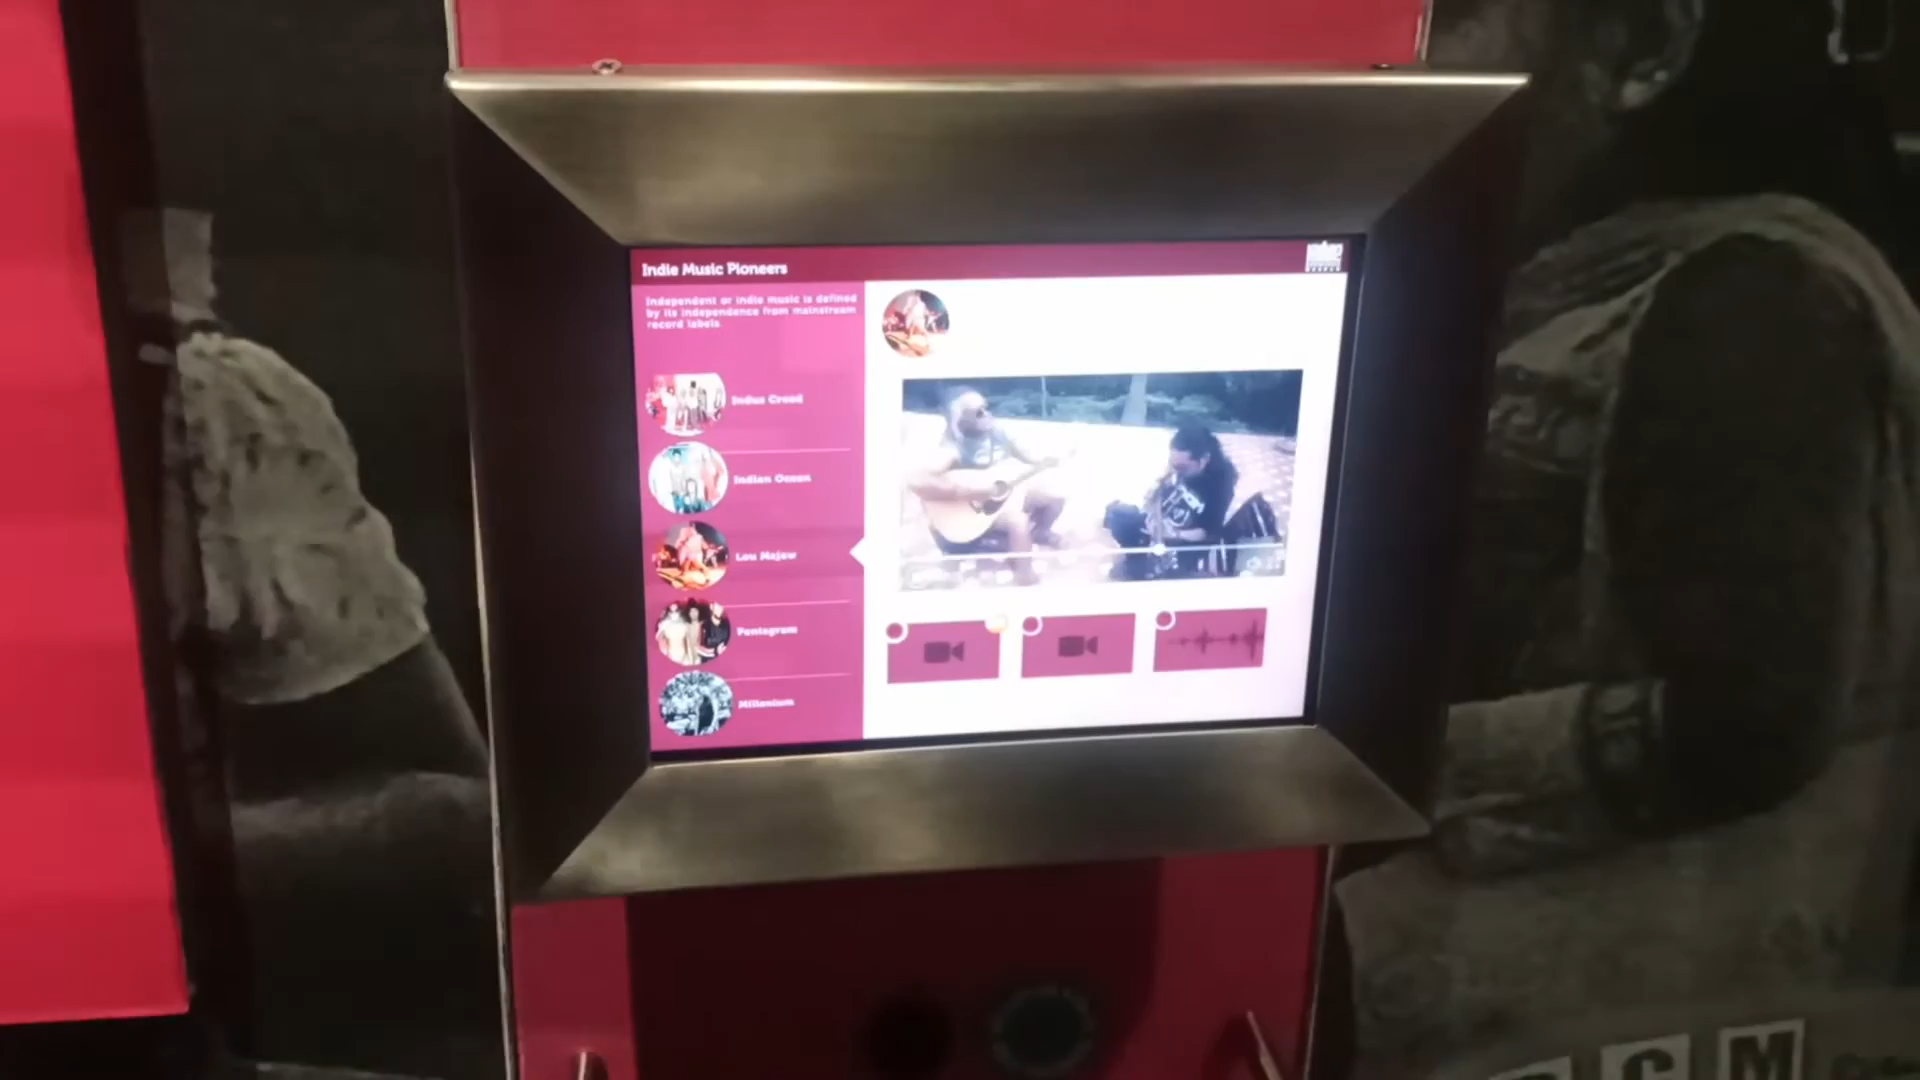 Indie Music Pioneers
Independent or indie music is defined
by its independence from mainstream
record labels
Indus Creed
Indian Ocean
Lou Majaw
Pentagram
Millenium
C M